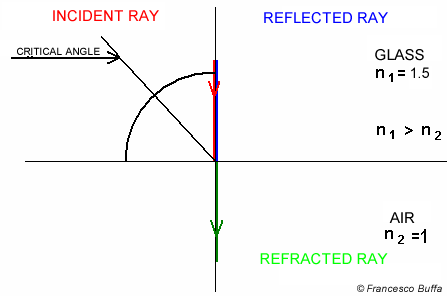 INCIDENT RAY
REFLECTED RAY
CRITICAL ANGLE
GLASS
n1 = 1.5
n1 > n2
AIR
n2 =1
REFRACTED RAY
© Francesco Buffa